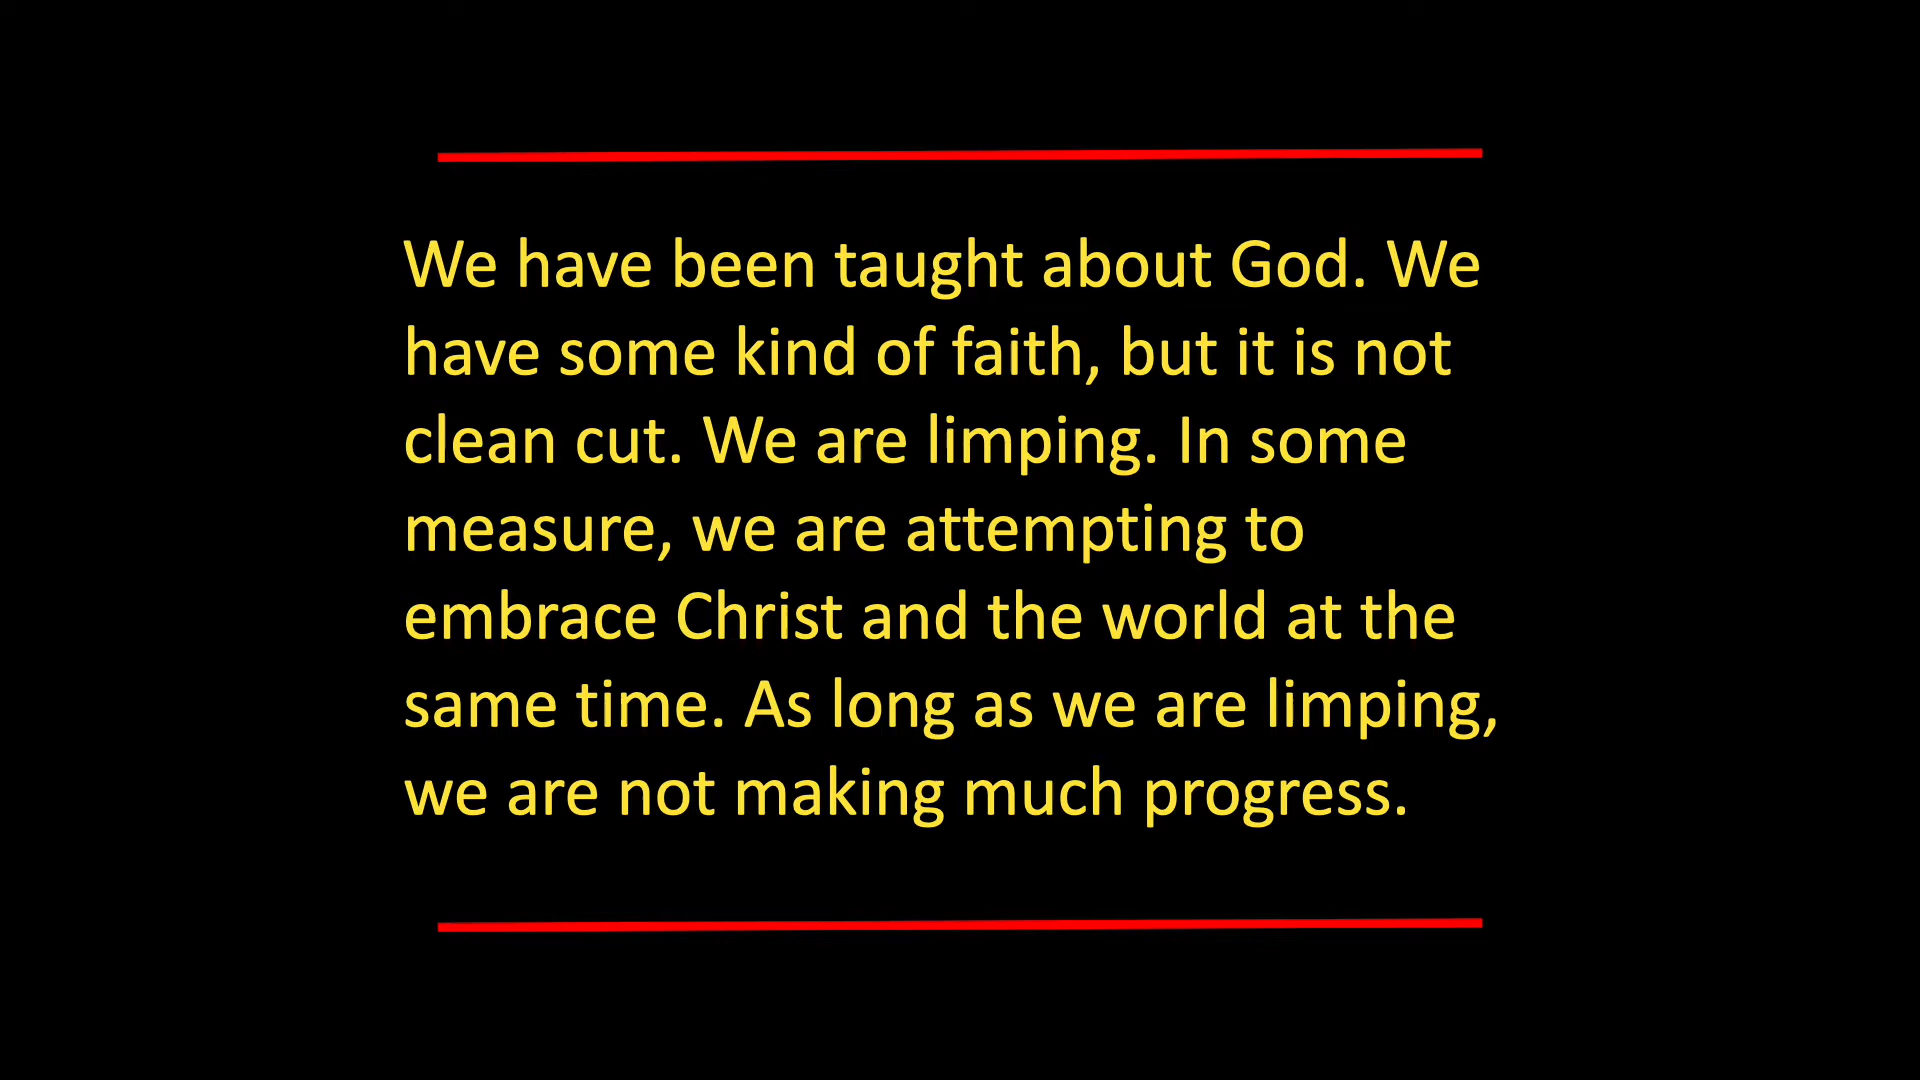 We have been taught about God. We
have some kind of faith, but it is not
clean cut. We are limping. In some
measure, we are attempting to
embrace Christ and the world at the
same time. As long as we are limping,
we are not making much progress.